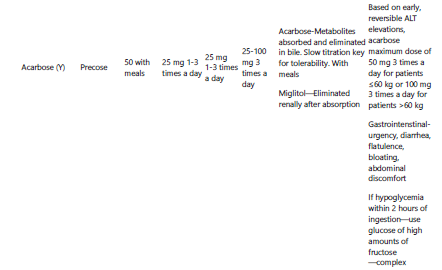 Acarbose (Y)
Precose
50 with
meals
25 mg 1-3
times a day
25 mg
1-3 times
a day
25-100
mg 3
times a
day
Acarbose-Metabolites
absorbed and eliminated
in bile. Slow titration key
for tolerability. With
meals
Miglitol—Eliminated
renally after absorption
Based on early,
reversible ALT
elevations,
acarbose
maximum dose of
50 mg 3 times a
day for patients
≤60 kg or 100 mg
3 times a day for
patients >60 kg
Gastrointenstinal-
urgency, diarrhea,
flatulence,
bloating,
abdominal
discomfort
If hypoglycemia
within 2 hours of
ingestion—use
glucose of high
amounts of
fructose
—complex